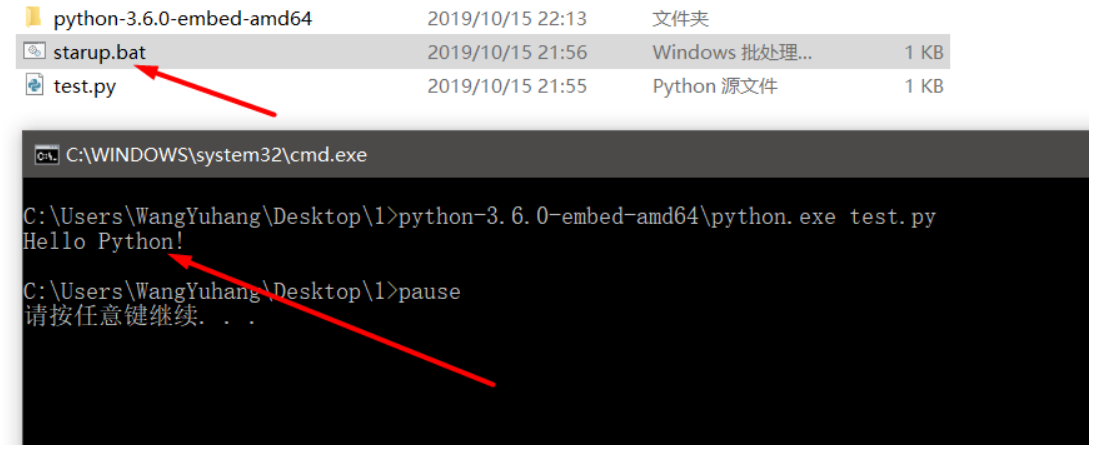 python-3.6.0-embed-amd64 2019/10/15 22:13 文件夹
starup.bat 2019/10/15 21:56 Windows 批处理... 1 KB
test.py 2019/10/15 21:55 Python 源文件 1 KB
C:\WINDOWS\system32\cmd.exe
C:\Users\WangYuhang\Desktop\1>python-3.6.0-embed-amd64\python.exe test.py
Hello Python!
C:\Users\WangYuhang\Desktop\1>pause
请按任意键继续. . .